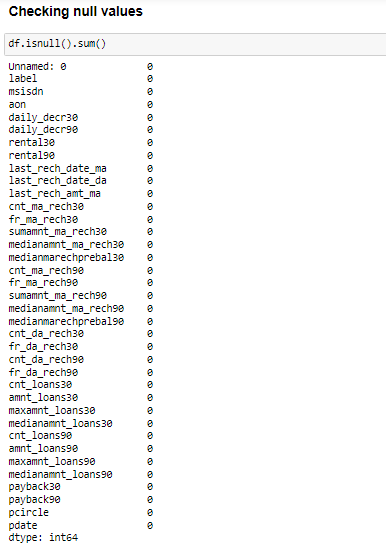 Checking null values
df.isnull().sum()
Unnamed: 0 0
label 0
msisdn 0
aon 0
daily_decr30 0
daily_decr90 0
rental30 0
rental90 0
last_rech_date_ma 0
last_rech_date_da 0
last_rech_amt_ma 0
cnt_ma_rech30 0
fr_ma_rech30 0
sumamnt_ma_rech30 0
medianamnt_ma_rech30 0
medianmarechprebal30 0
cnt_ma_rech90 0
fr_ma_rech90 0
sumamnt_ma_rech90 0
medianamnt_ma_rech90 0
medianmarechprebal90 0
cnt_da_rech30 0
fr_da_rech30 0
cnt_da_rech90 0
fr_da_rech90 0
cnt_loans30 0
amnt_loans30 0
maxamnt_loans30 0
medianamnt_loans30 0
cnt_loans90 0
amnt_loans90 0
maxamnt_loans90 0
medianamnt_loans90 0
payback30 0
payback90 0
pcircle 0
pdate 0
dtype: int64